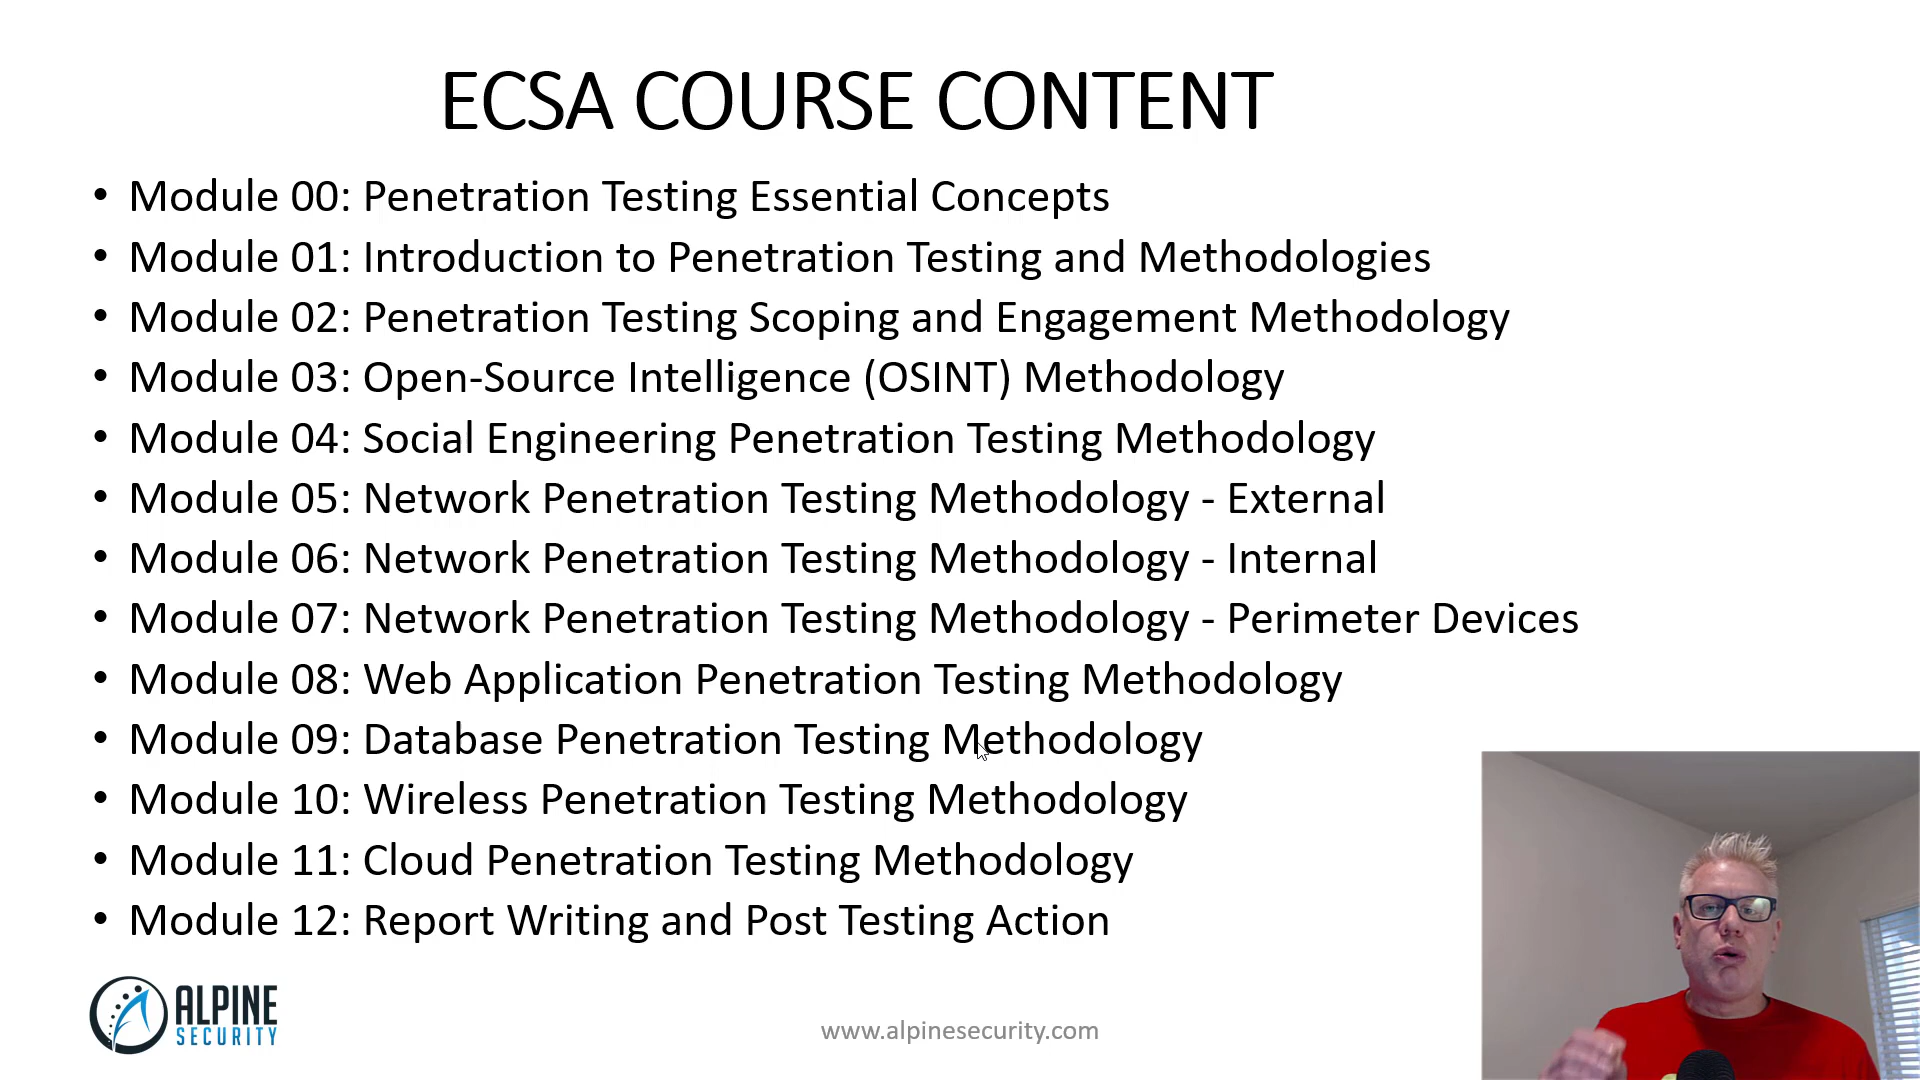 ECSA COURSE CONTENT
• Module 00: Penetration Testing Essential Concepts
• Module 01: Introduction to Penetration Testing and Methodologies
• Module 02: Penetration Testing Scoping and Engagement Methodology
• Module 03: Open-Source Intelligence (OSINT) Methodology
• Module 04: Social Engineering Penetration Testing Methodology
• Module 05: Network Penetration Testing Methodology - External
• Module 06: Network Penetration Testing Methodology - Internal
• Module 07: Network Penetration Testing Methodology - Perimeter Devices
• Module 08: Web Application Penetration Testing Methodology
• Module 09: Database Penetration Testing Methodology
• Module 10: Wireless Penetration Testing Methodology
• Module 11: Cloud Penetration Testing Methodology
• Module 12: Report Writing and Post Testing Action
ALPINE
SECURITY
www.alpinesecurity.com